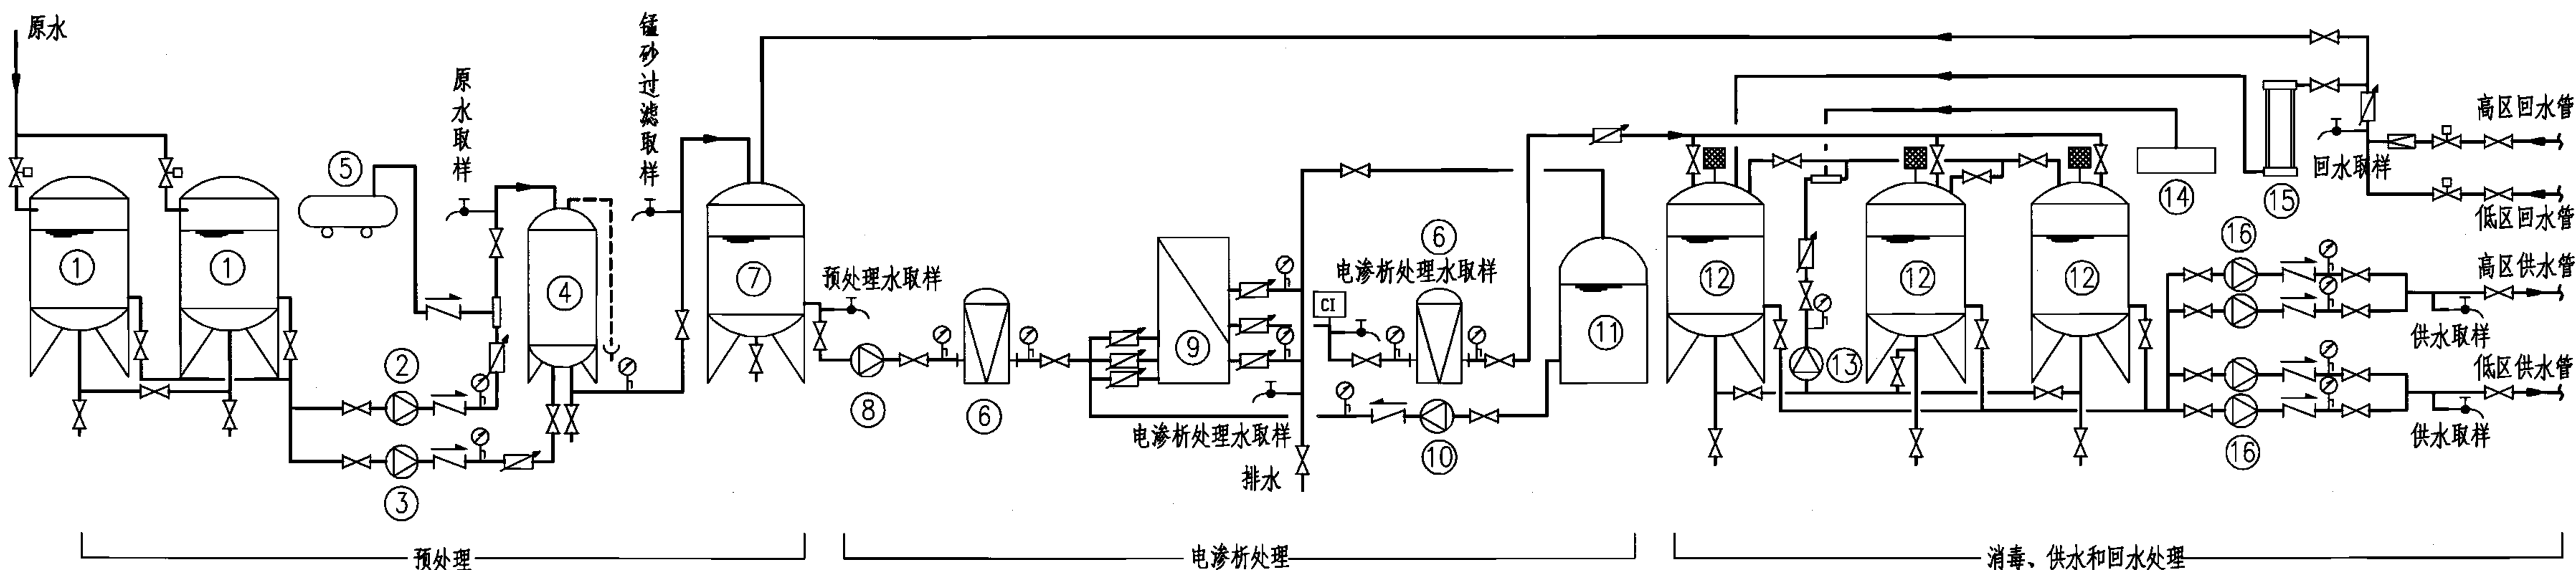 原水
原水取样
锰砂过滤取样
高区回水管
回水取样
低区回水管
⑤
①
①
④
⑦
预处理水取样
⑥
电渗析处理水取样
CI
⑨
⑪
⑫
⑫
⑫
⑭
⑮
⑯
高区供水管
供水取样
②
⑧
⑥
⑬
低区供水管
电渗析处理水取样
⑩
供水取样
⑯
③
排水
预处理
电渗析处理
消毒、供水和回水处理